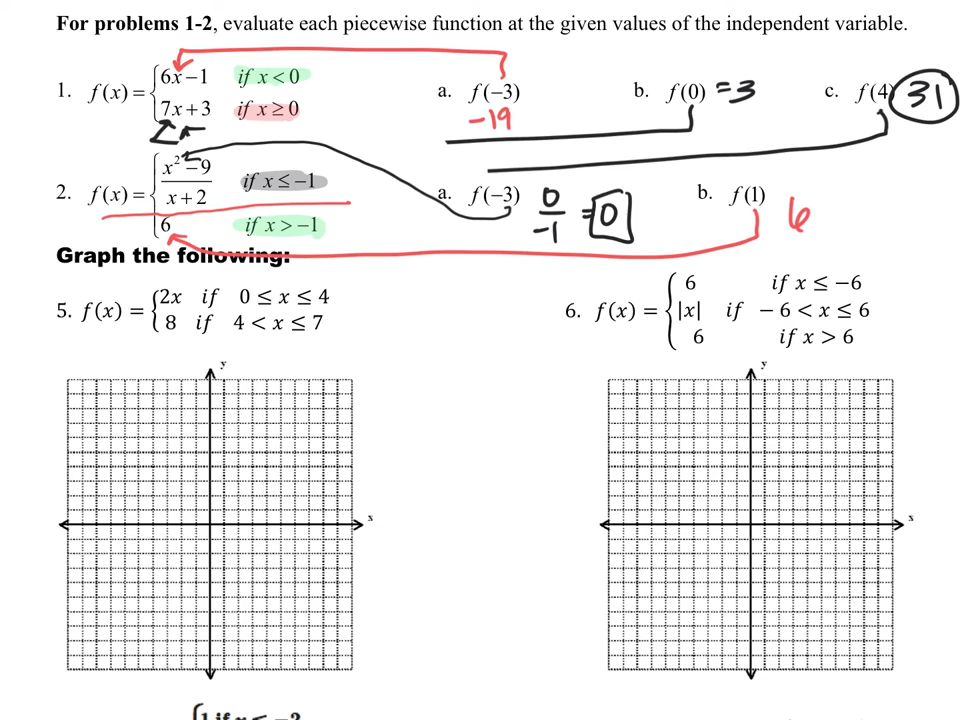 For problems 1-2, evaluate each piecewise function at the given values of the independent variable.
1. f(x) = { 6x − 1 if x < 0 a. f(−3) b. f(0) = 3 c. f(4) 31
7x + 3 if x ≥ 0 −19
2. f(x) = { x² − 9 / x + 2 if x ≤ −1 a. f(−3) 0/−1 = 0 b. f(1) 6
6 if x > −1
Graph the following:
5. f(x) = { 2x if 0 ≤ x ≤ 4
8 if 4 < x ≤ 7
6. f(x) = { 6 if x ≤ −6
|x| if − 6 < x ≤ 6
6 if x > 6
y
x
y
x